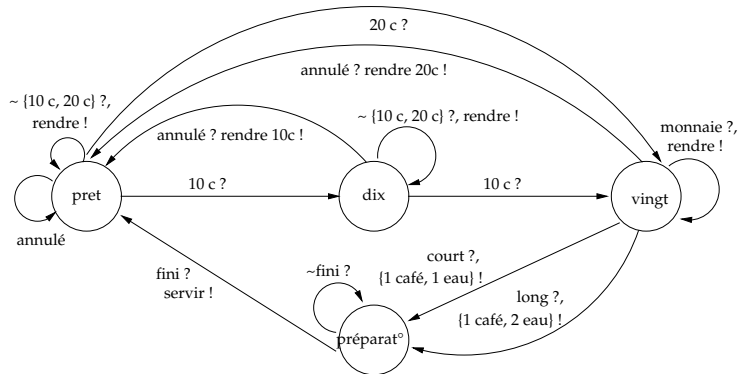 20 c ?
annulé ? rendre 20c !
~ {10 c, 20 c} ?,
rendre !
annulé ? rendre 10c !
~ {10 c, 20 c} ?, rendre !
monnaie ?,
rendre !
pret
10 c ?
dix
10 c ?
vingt
annulé
fini ?
servir !
~fini ?
court ?,
{1 café, 1 eau} !
long ?,
{1 café, 2 eau} !
préparat°